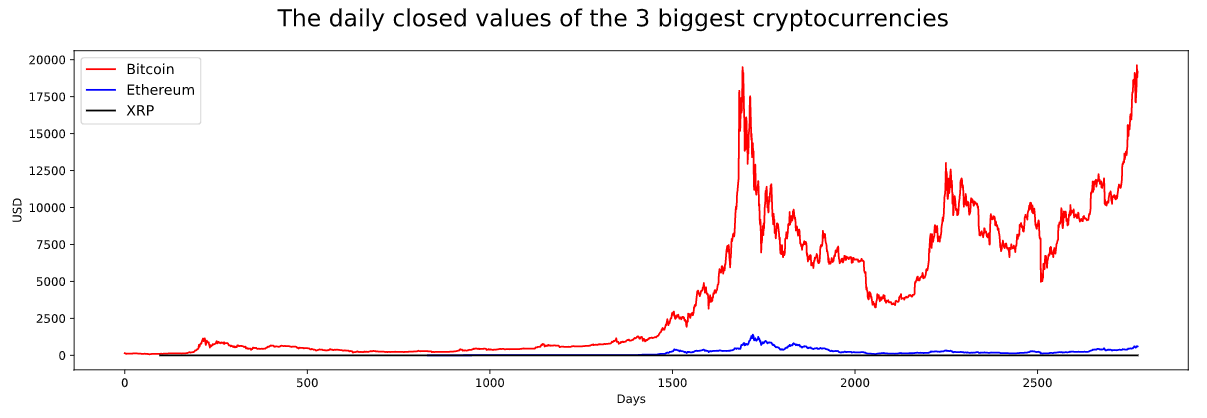 The daily closed values of the 3 biggest cryptocurrencies
20000
17500
15000
12500
10000
7500
5000
2500
0
USD
Bitcoin
Ethereum
XRP
0 500 1000 1500 2000 2500
Days